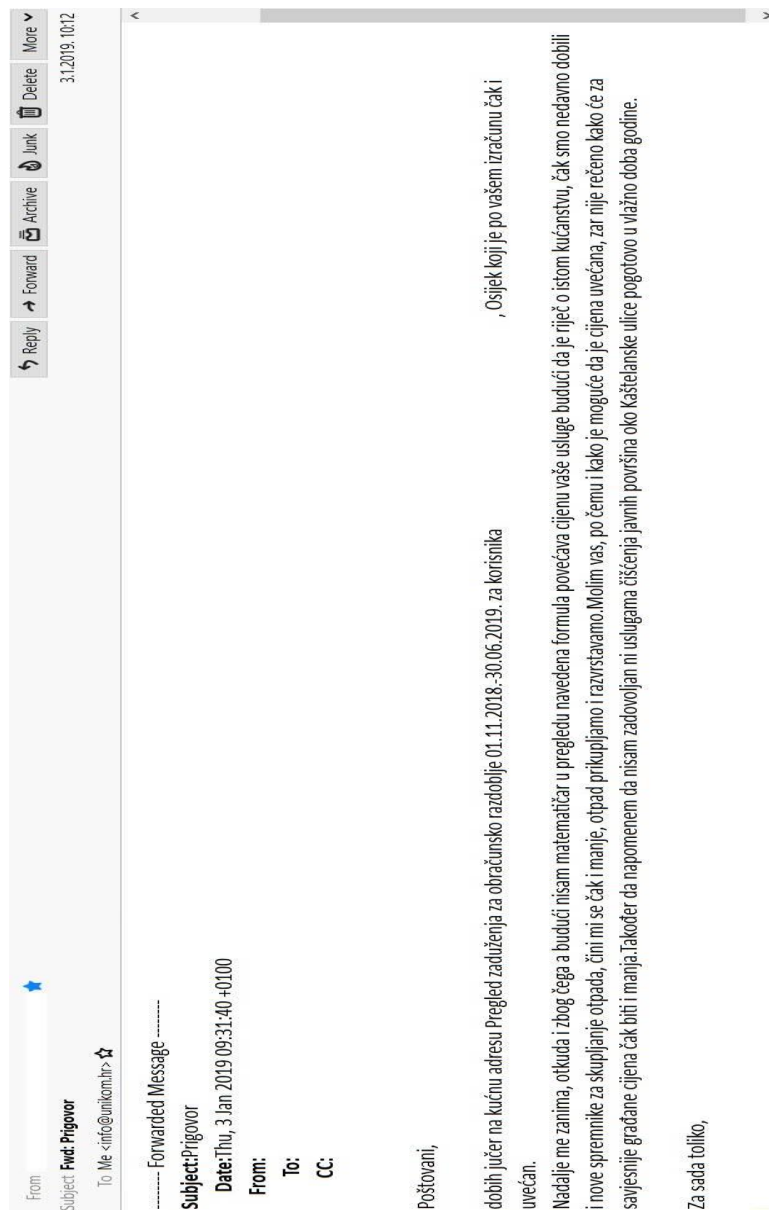 From
Reply Forward Archive Junk Delete More
Subject Fwd: Prigovor
3.1.2019. 10:12
To Me <info@unikom.hr>
-------- Forwarded Message --------
Subject:Prigovor
Date:Thu, 3 Jan 2019 09:31:40 +0100
From:
To:
CC:
Poštovani,
dobih jučer na kućnu adresu Pregled zaduženja za obračunsko razdoblje 01.11.2018.-30.06.2019. za korisnika , Osijek koji je po vašem izračunu čak i
uvećan.
Nadalje me zanima, otkuda i zbog čega a budući nisam matematičar u pregledu navedena formula povećava cijenu vaše usluge budući da je riječ o istom kućanstvu, čak smo nedavno dobili
i nove spremnike za skupljanje otpada, čini mi se čak i manje, otpad prikupljamo i razvrstavamo.Molim vas, po čemu i kako je moguće da je cijena uvećana, zar nije rečeno kako će za
savjesnije građane cijena čak biti i manja.Također da napomenem da nisam zadovoljan ni uslugama čišćenja javnih površina oko Kaštelanske ulice pogotovo u vlažno doba godine.
Za sada toliko,